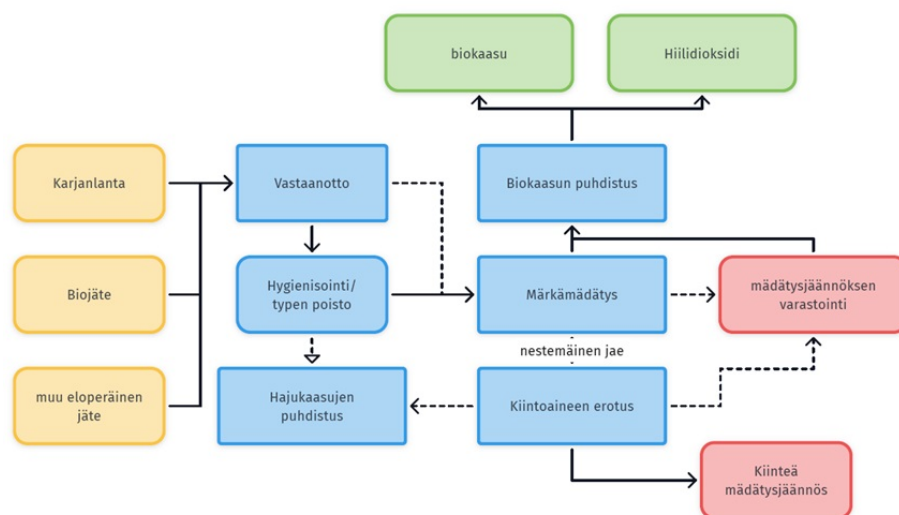 biokaasu
Hiilidioksidi
Karjanlanta
Vastaanotto
Biokaasun puhdistus
Biojäte
Hygienisointi/
typen poisto
Märkämädätys
mädätysjäännöksen
varastointi
nestemäinen jae
muu eloperäinen
jäte
Hajukaasujen
puhdistus
Kiintoaineen erotus
Kiinteä
mädätysjäännös